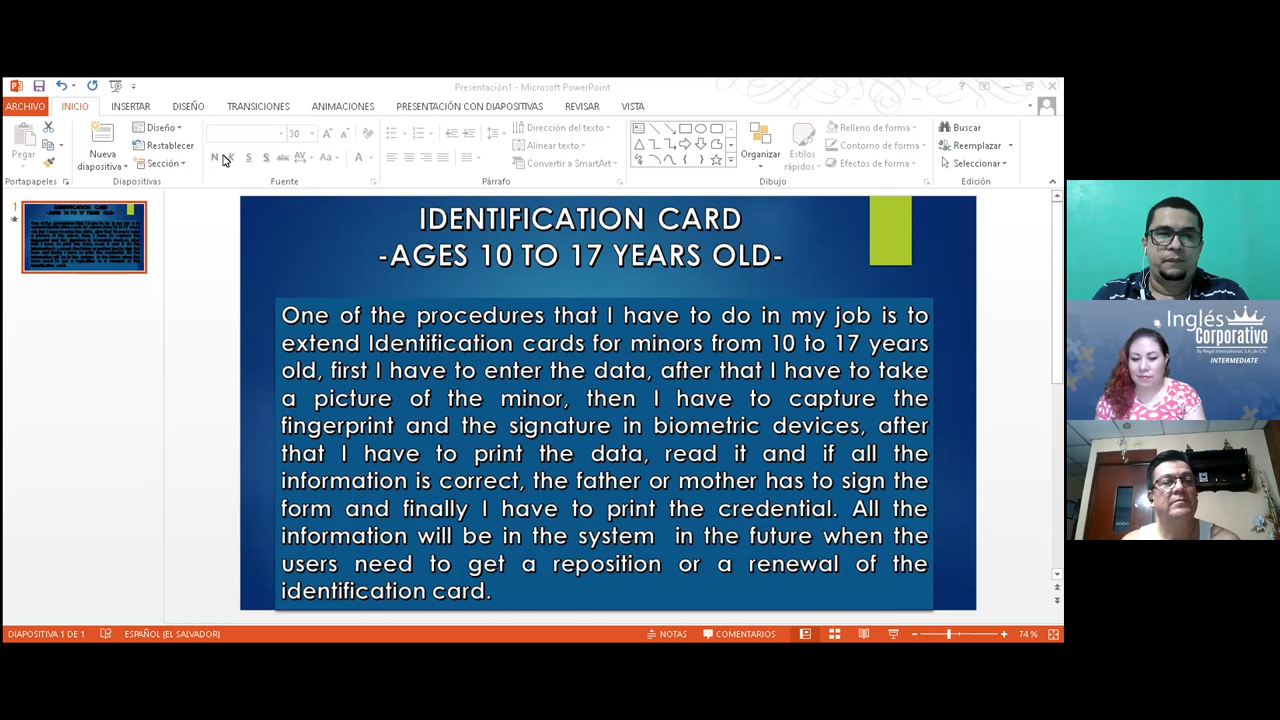 Presentación1 - Microsoft PowerPoint
ARCHIVO INICIO INSERTAR DISEÑO TRANSICIONES ANIMACIONES PRESENTACIÓN CON DIAPOSITIVAS REVISAR VISTA
Pegar
Portapapeles
Nueva diapositiva
Diseño
Restablecer
Sección
Diapositivas
30
N K S S abc AV Aa A
Fuente
Dirección del texto
Alinear texto
Convertir a SmartArt
Párrafo
Organizar
Estilos rápidos
Relleno de forma
Contorno de forma
Efectos de forma
Dibujo
Buscar
Reemplazar
Seleccionar
Edición
1
IDENTIFICATION CARD
-AGES 10 TO 17 YEARS OLD-
One of the procedures that I have to do in my job is to
extend Identification cards for minors from 10 to 17 years
old, first I have to enter the data, after that I have to take
a picture of the minor, then I have to capture the
fingerprint and the signature in biometric devices, after
that I have to print the data, read it and if all the
information is correct, the father or mother has to sign the
form and finally I have to print the credential. All the
information will be in the system in the future when the
users need to get a reposition or a renewal of the
identification card.
DIAPOSITIVA 1 DE 1 ESPAÑOL (EL SALVADOR) NOTAS COMENTARIOS 74 %
Inglés
Corporativo
By Regal International, S.A. de C.V.
INTERMEDIATE